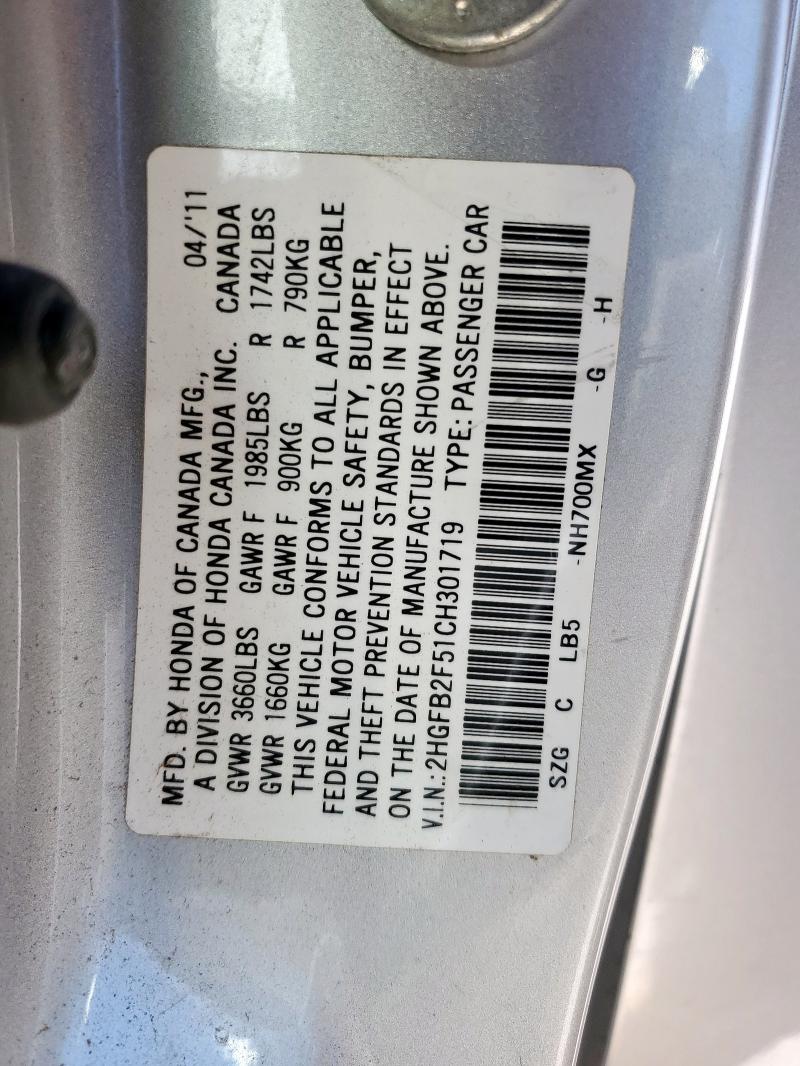 MFD. BY HONDA OF CANADA MFG., 04/'11
A DIVISION OF HONDA CANADA INC. CANADA
GVWR 3660LBS GAWR F 1985LBS R 1742LBS
GVWR 1660KG GAWR F 900KG R 790KG
THIS VEHICLE CONFORMS TO ALL APPLICABLE
FEDERAL MOTOR VEHICLE SAFETY, BUMPER,
AND THEFT PREVENTION STANDARDS IN EFFECT
ON THE DATE OF MANUFACTURE SHOWN ABOVE.
V.I.N.:2HGFB2F51CH301719 TYPE: PASSENGER CAR
SZG C LB5 -NH700MX -G -H